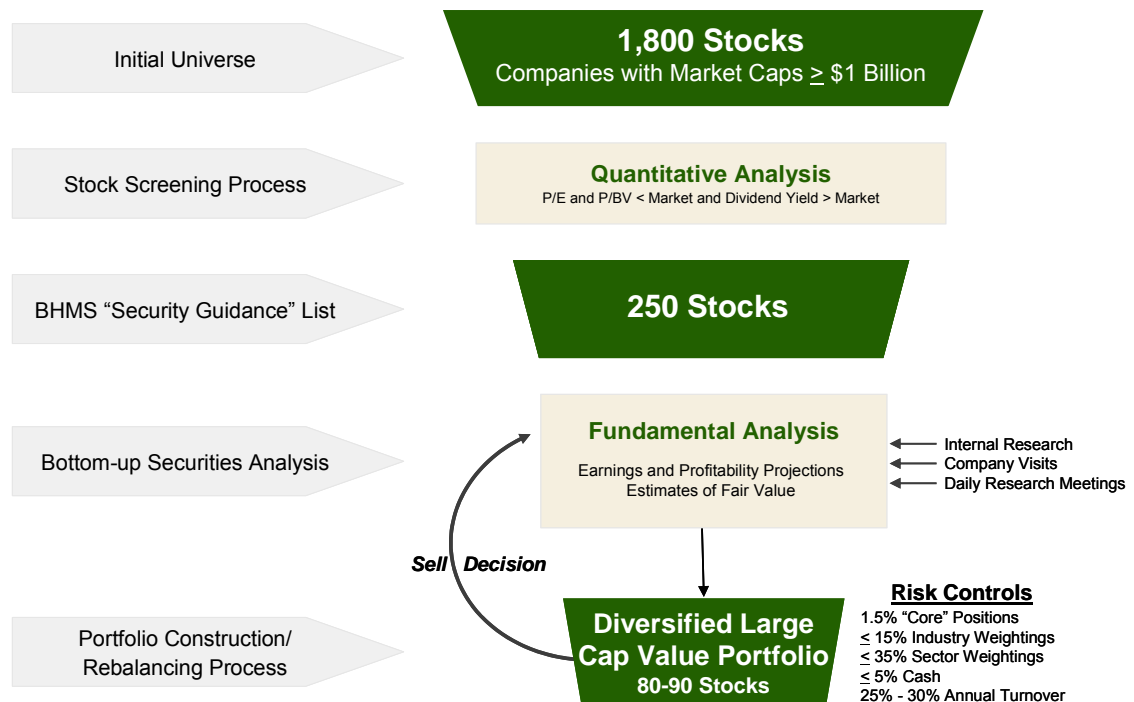 Initial Universe
1,800 Stocks
Companies with Market Caps ≥ $1 Billion
Stock Screening Process
Quantitative Analysis
P/E and P/BV < Market and Dividend Yield > Market
BHMS “Security Guidance” List
250 Stocks
Bottom-up Securities Analysis
Fundamental Analysis
Earnings and Profitability Projections
Estimates of Fair Value
Internal Research
Company Visits
Daily Research Meetings
Sell Decision
Portfolio Construction/
Rebalancing Process
Diversified Large
Cap Value Portfolio
80-90 Stocks
Risk Controls
1.5% “Core” Positions
≤ 15% Industry Weightings
≤ 35% Sector Weightings
≤ 5% Cash
25% - 30% Annual Turnover